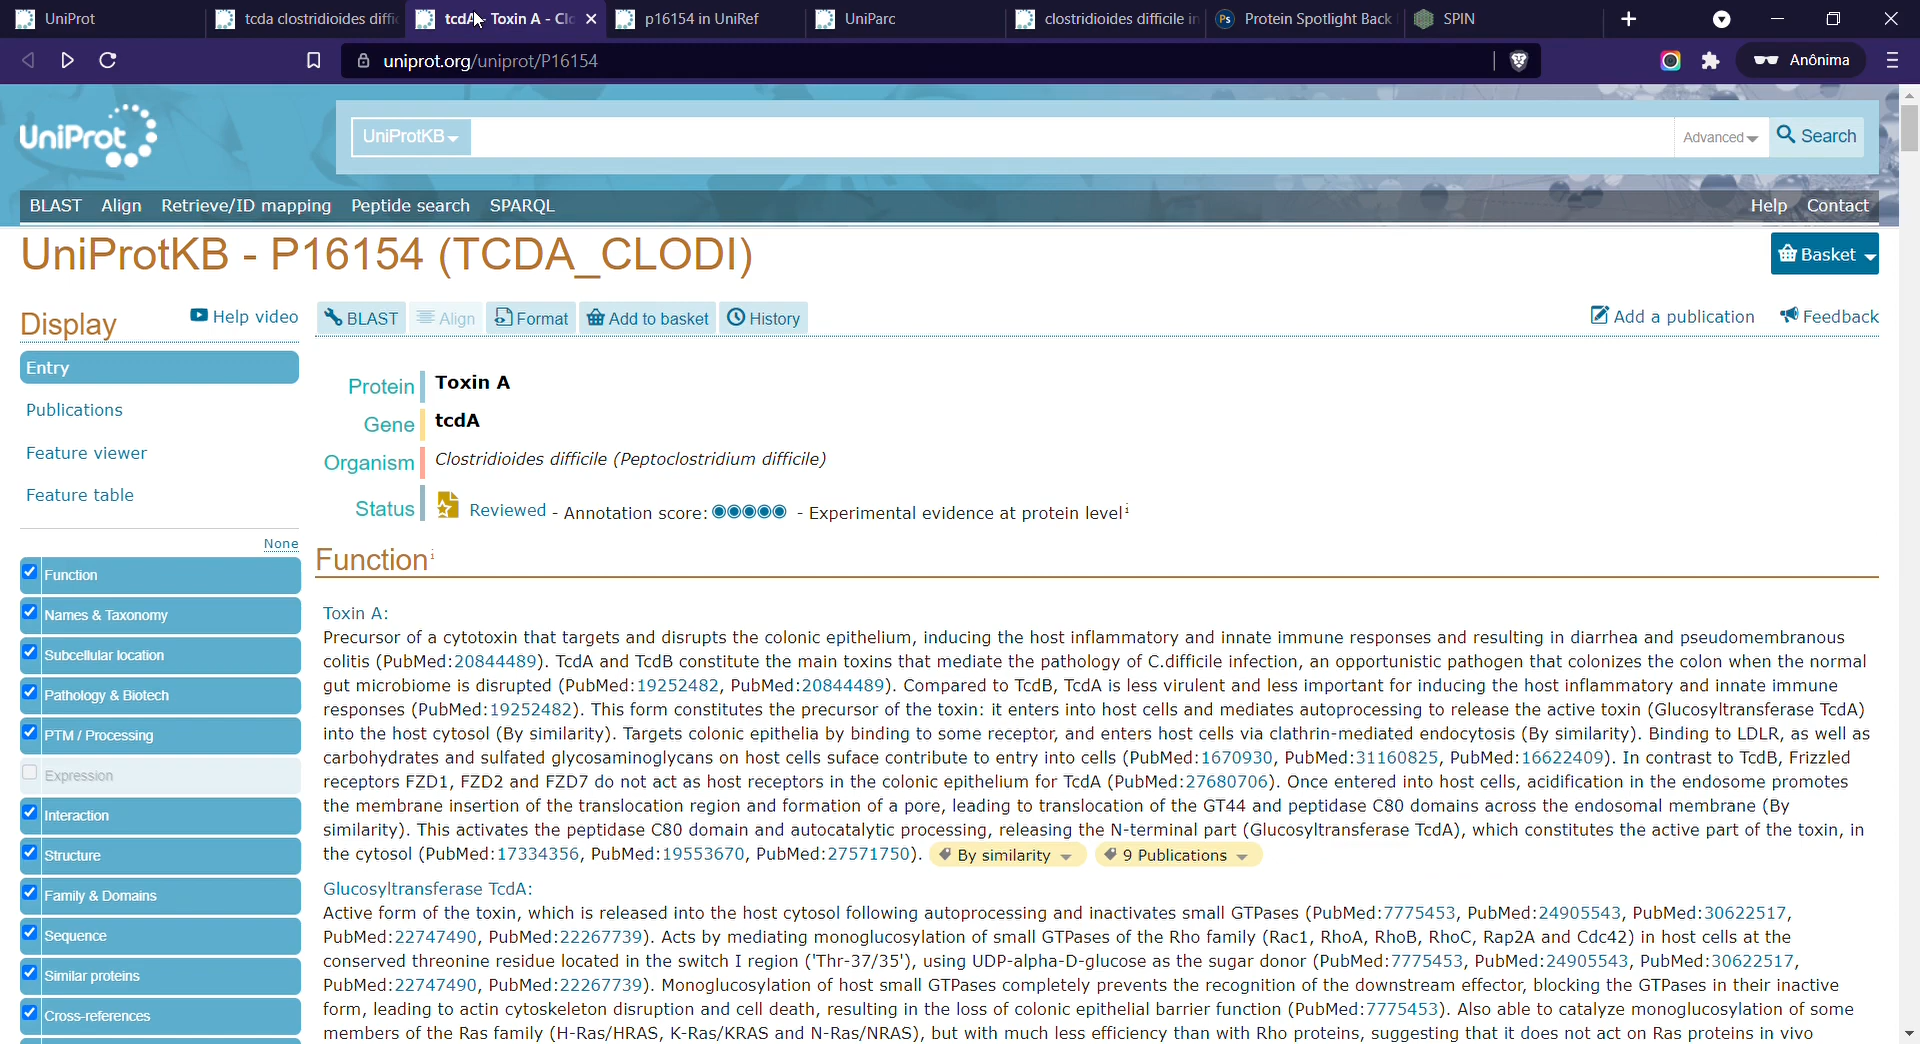 UniProt
tcda clostridioides diffic
tcdA - Toxin A - Clo
p16154 in UniRef
UniParc
clostridioides difficile in
Ps
Protein Spotlight Back
SPIN
uniprot.org/uniprot/P16154
Anônima
UniProt
UniProtKB
Advanced
Search
BLAST Align Retrieve/ID mapping Peptide search SPARQL
Help Contact
UniProtKB - P16154 (TCDA_CLODI)
Basket
Display
Help video
BLAST
Align
Format
Add to basket
History
Add a publication
Feedback
Entry
Publications
Feature viewer
Feature table
None
Function
Names & Taxonomy
Subcellular location
Pathology & Biotech
PTM / Processing
Expression
Interaction
Structure
Family & Domains
Sequence
Similar proteins
Cross-references
Protein Toxin A
Gene tcdA
Organism Clostridioides difficile (Peptoclostridium difficile)
Status Reviewed - Annotation score: - Experimental evidence at protein level i
Function i
Toxin A:
Precursor of a cytotoxin that targets and disrupts the colonic epithelium, inducing the host inflammatory and innate immune responses and resulting in diarrhea and pseudomembranous
colitis (PubMed:20844489). TcdA and TcdB constitute the main toxins that mediate the pathology of C.difficile infection, an opportunistic pathogen that colonizes the colon when the normal
gut microbiome is disrupted (PubMed:19252482, PubMed:20844489). Compared to TcdB, TcdA is less virulent and less important for inducing the host inflammatory and innate immune
responses (PubMed:19252482). This form constitutes the precursor of the toxin: it enters into host cells and mediates autoprocessing to release the active toxin (Glucosyltransferase TcdA)
into the host cytosol (By similarity). Targets colonic epithelia by binding to some receptor, and enters host cells via clathrin-mediated endocytosis (By similarity). Binding to LDLR, as well as
carbohydrates and sulfated glycosaminoglycans on host cells suface contribute to entry into cells (PubMed:1670930, PubMed:31160825, PubMed:16622409). In contrast to TcdB, Frizzled
receptors FZD1, FZD2 and FZD7 do not act as host receptors in the colonic epithelium for TcdA (PubMed:27680706). Once entered into host cells, acidification in the endosome promotes
the membrane insertion of the translocation region and formation of a pore, leading to translocation of the GT44 and peptidase C80 domains across the endosomal membrane (By
similarity). This activates the peptidase C80 domain and autocatalytic processing, releasing the N-terminal part (Glucosyltransferase TcdA), which constitutes the active part of the toxin, in
the cytosol (PubMed:17334356, PubMed:19553670, PubMed:27571750). By similarity 9 Publications
Glucosyltransferase TcdA:
Active form of the toxin, which is released into the host cytosol following autoprocessing and inactivates small GTPases (PubMed:7775453, PubMed:24905543, PubMed:30622517,
PubMed:22747490, PubMed:22267739). Acts by mediating monoglucosylation of small GTPases of the Rho family (Rac1, RhoA, RhoB, RhoC, Rap2A and Cdc42) in host cells at the
conserved threonine residue located in the switch I region ('Thr-37/35'), using UDP-alpha-D-glucose as the sugar donor (PubMed:7775453, PubMed:24905543, PubMed:30622517,
PubMed:22747490, PubMed:22267739). Monoglucosylation of host small GTPases completely prevents the recognition of the downstream effector, blocking the GTPases in their inactive
form, leading to actin cytoskeleton disruption and cell death, resulting in the loss of colonic epithelial barrier function (PubMed:7775453). Also able to catalyze monoglucosylation of some
members of the Ras family (H-Ras/HRAS, K-Ras/KRAS and N-Ras/NRAS), but with much less efficiency than with Rho proteins, suggesting that it does not act on Ras proteins in vivo